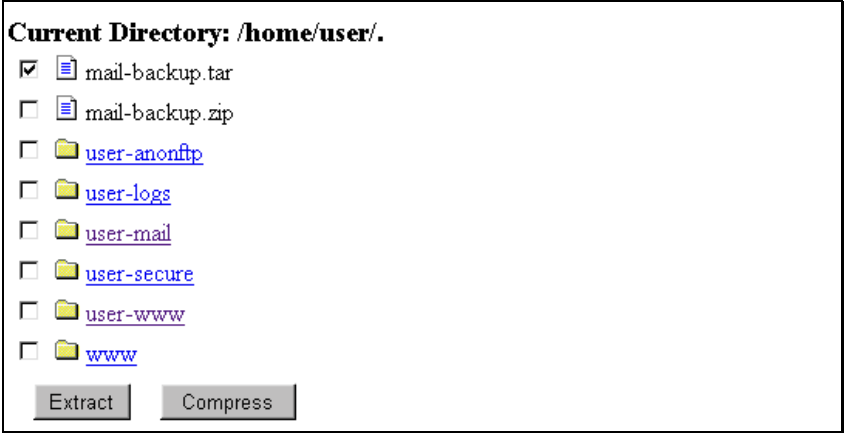 Current Directory: /home/user/.
mail-backup.tar
mail-backup.zip
user-anonftp
user-logs
user-mail
user-secure
user-www
www
Extract Compress